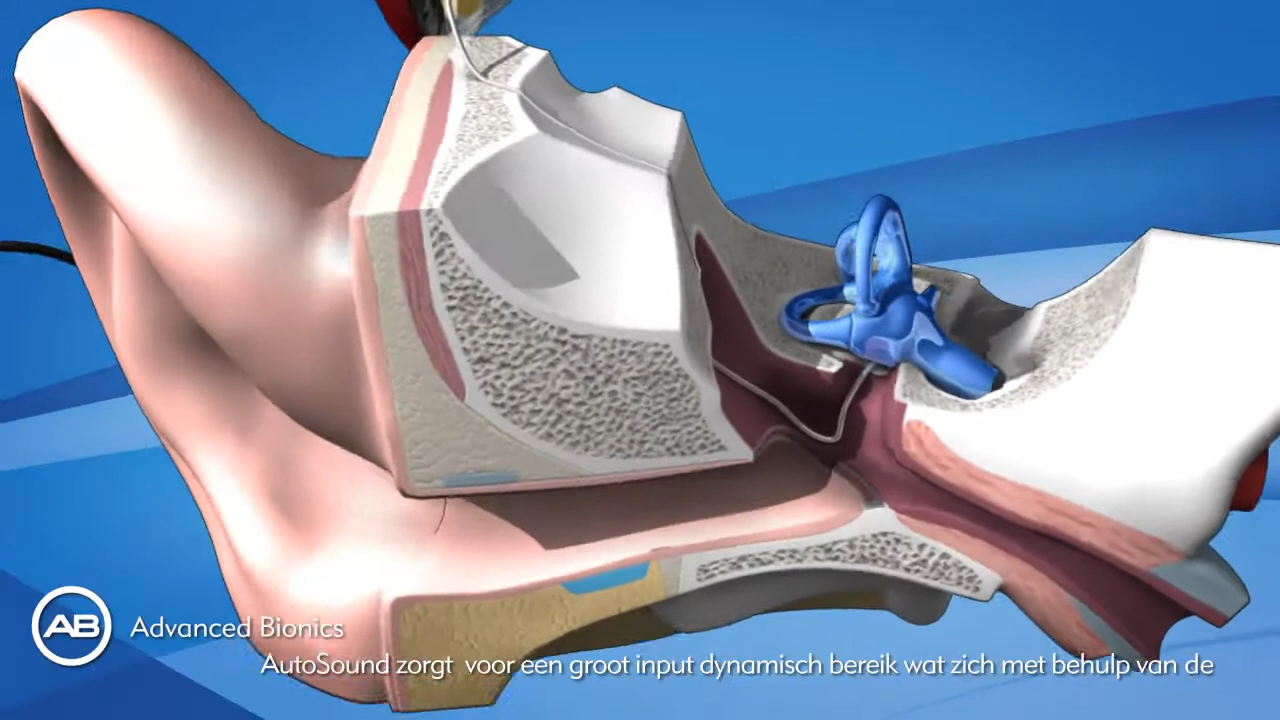 AB
Advanced Bionics
AutoSound zorgt voor een groot input dynamisch bereik wat zich met behulp van de